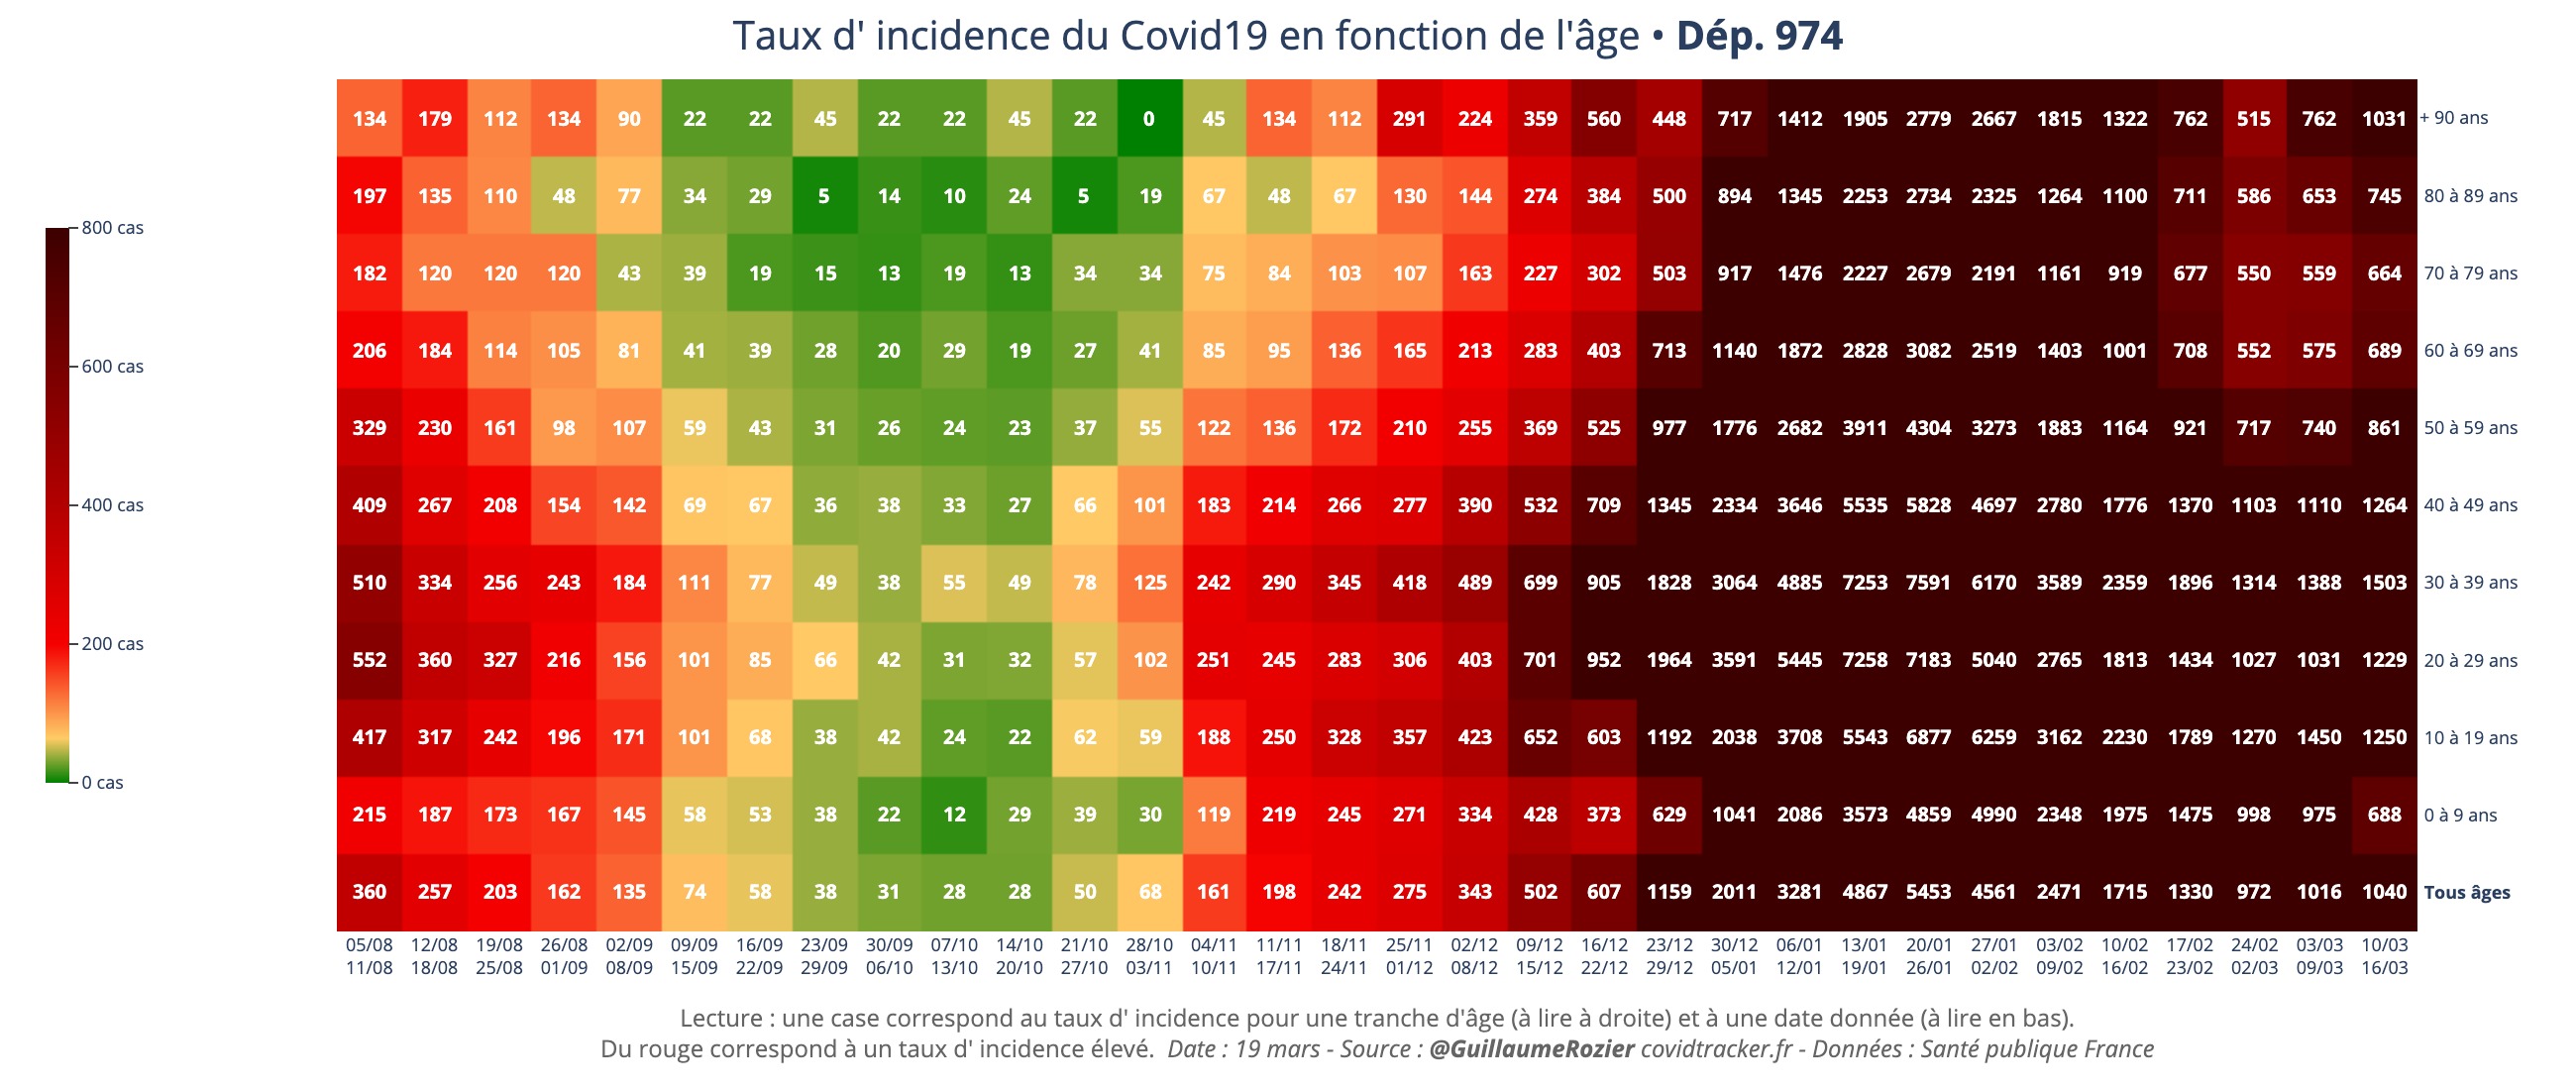 Taux d' incidence du Covid19 en fonction de l'âge • Dép. 974
134 179 112 134 90 22 22 45 22 22 45 22 0 45 134 112 291 224 359 560 448 717 1412 1905 2779 2667 1815 1322 762 515 762 1031 + 90 ans
197 135 110 48 77 34 29 5 14 10 24 5 19 67 48 67 130 144 274 384 500 894 1345 2253 2734 2325 1264 1100 711 586 653 745 80 à 89 ans
800 cas
182 120 120 120 43 39 19 15 13 19 13 34 34 75 84 103 107 163 227 302 503 917 1476 2227 2679 2191 1161 919 677 550 559 664 70 à 79 ans
206 184 114 105 81 41 39 28 20 29 19 27 41 85 95 136 165 213 283 403 713 1140 1872 2828 3082 2519 1403 1001 708 552 575 689 60 à 69 ans
600 cas
329 230 161 98 107 59 43 31 26 24 23 37 55 122 136 172 210 255 369 525 977 1776 2682 3911 4304 3273 1883 1164 921 717 740 861 50 à 59 ans
400 cas
409 267 208 154 142 69 67 36 38 33 27 66 101 183 214 266 277 390 532 709 1345 2334 3646 5535 5828 4697 2780 1776 1370 1103 1110 1264 40 à 49 ans
510 334 256 243 184 111 77 49 38 55 49 78 125 242 290 345 418 489 699 905 1828 3064 4885 7253 7591 6170 3589 2359 1896 1314 1388 1503 30 à 39 ans
200 cas
552 360 327 216 156 101 85 66 42 31 32 57 102 251 245 283 306 403 701 952 1964 3591 5445 7258 7183 5040 2765 1813 1434 1027 1031 1229 20 à 29 ans
417 317 242 196 171 101 68 38 42 24 22 62 59 188 250 328 357 423 652 603 1192 2038 3708 5543 6877 6259 3162 2230 1789 1270 1450 1250 10 à 19 ans
0 cas
215 187 173 167 145 58 53 38 22 12 29 39 30 119 219 245 271 334 428 373 629 1041 2086 3573 4859 4990 2348 1975 1475 998 975 688 0 à 9 ans
360 257 203 162 135 74 58 38 31 28 28 50 68 161 198 242 275 343 502 607 1159 2011 3281 4867 5453 4561 2471 1715 1330 972 1016 1040 Tous âges
05/08 12/08 19/08 26/08 02/09 09/09 16/09 23/09 30/09 07/10 14/10 21/10 28/10 04/11 11/11 18/11 25/11 02/12 09/12 16/12 23/12 30/12 06/01 13/01 20/01 27/01 03/02 10/02 17/02 24/02 03/03 10/03
11/08 18/08 25/08 01/09 08/09 15/09 22/09 29/09 06/10 13/10 20/10 27/10 03/11 10/11 17/11 24/11 01/12 08/12 15/12 22/12 29/12 05/01 12/01 19/01 26/01 02/02 09/02 16/02 23/02 02/03 09/03 16/03
Lecture : une case correspond au taux d' incidence pour une tranche d'âge (à lire à droite) et à une date donnée (à lire en bas).
Du rouge correspond à un taux d' incidence élevé. Date : 19 mars - Source : @GuillaumeRozier covidtracker.fr - Données : Santé publique France